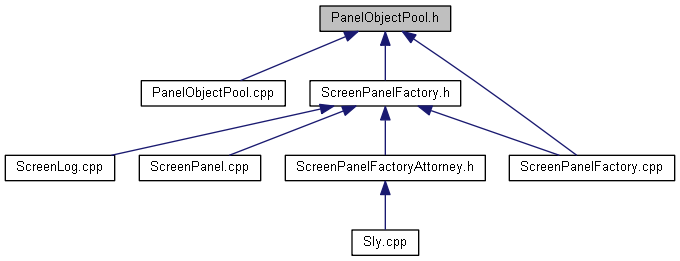 PanelObjectPool.h
PanelObjectPool.cpp
ScreenPanelFactory.h
ScreenLog.cpp
ScreenPanel.cpp
ScreenPanelFactoryAttorney.h
ScreenPanelFactory.cpp
Sly.cpp